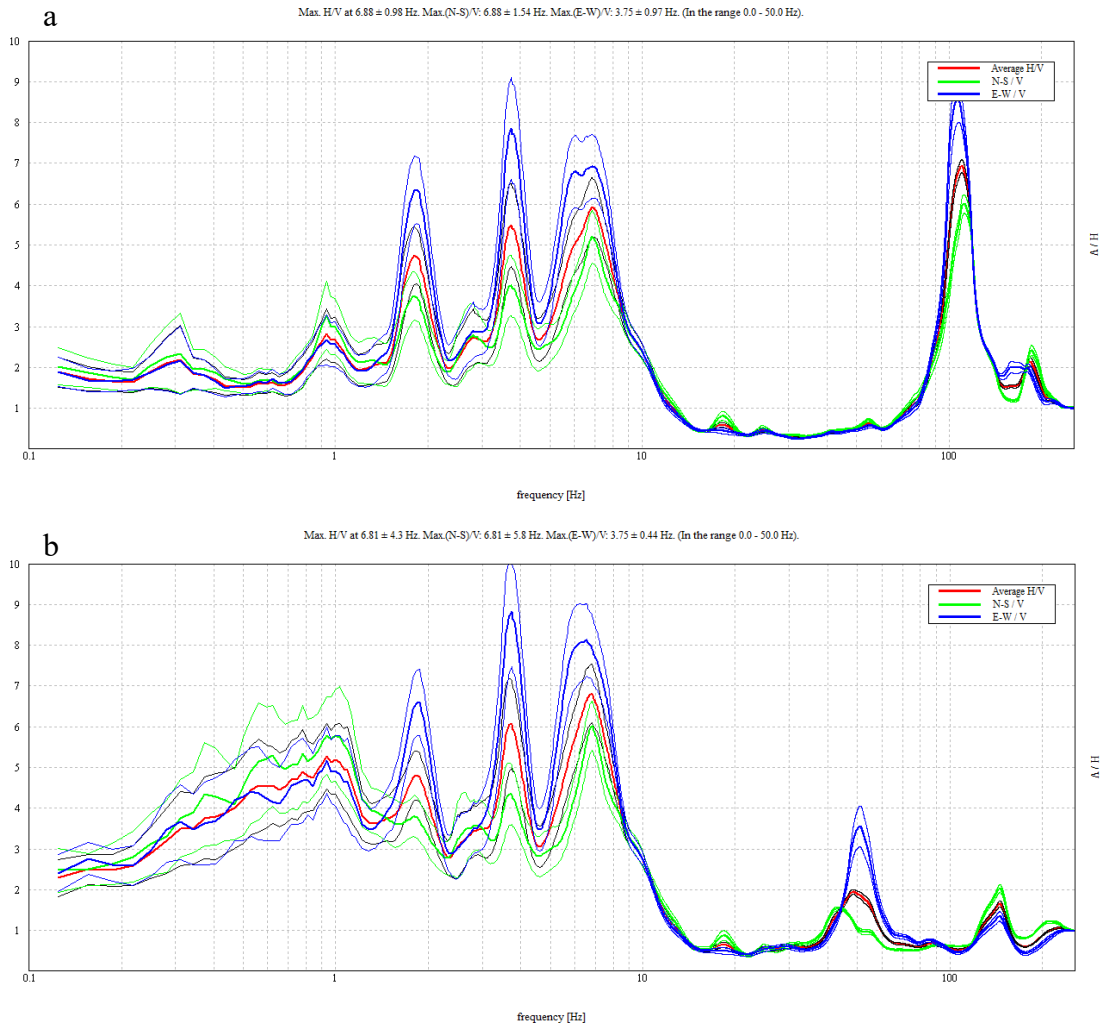 a
Max. H/V at 6.88 ± 0.98 Hz. Max.(N-S)/V: 6.88 ± 1.54 Hz. Max.(E-W)/V: 3.75 ± 0.97 Hz. (In the range 0.0 - 50.0 Hz).
10
9
8
7
6
5
4
3
2
1
Average H/V
N-S / V
E-W / V
H / V
0.1
1
10
100
frequency [Hz]
b
Max. H/V at 6.81 ± 4.3 Hz. Max.(N-S)/V: 6.81 ± 5.8 Hz. Max.(E-W)/V: 3.75 ± 0.44 Hz. (In the range 0.0 - 50.0 Hz).
10
9
8
7
6
5
4
3
2
1
Average H/V
N-S / V
E-W / V
H / V
0.1
1
10
100
frequency [Hz]